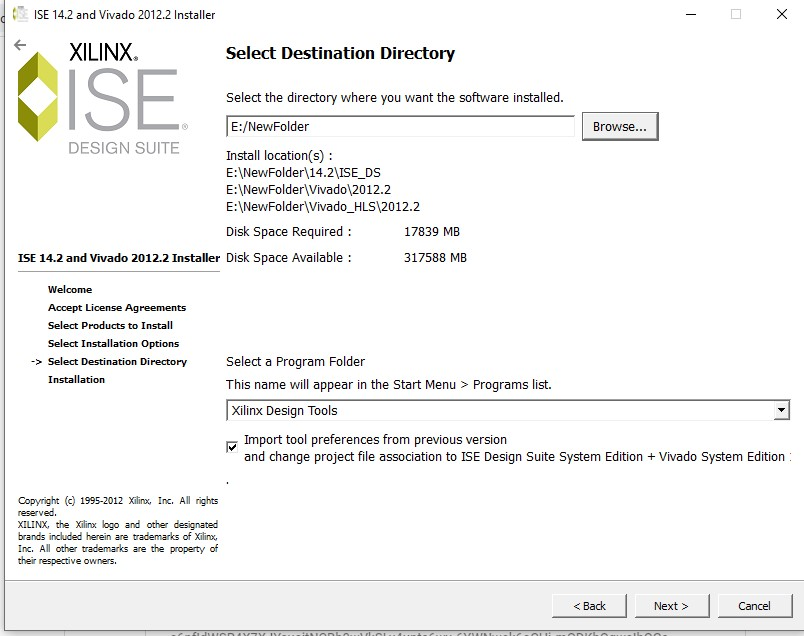 ISE 14.2 and Vivado 2012.2 Installer
XILINX®
ISE®
DESIGN SUITE
Select Destination Directory
Select the directory where you want the software installed.
E:/NewFolder
Browse...
Install location(s) :
E:\NewFolder\14.2\ISE_DS
E:\NewFolder\Vivado\2012.2
E:\NewFolder\Vivado_HLS\2012.2
Disk Space Required : 17839 MB
Disk Space Available : 317588 MB
ISE 14.2 and Vivado 2012.2 Installer
Welcome
Accept License Agreements
Select Products to Install
Select Installation Options
-> Select Destination Directory
Installation
Select a Program Folder
This name will appear in the Start Menu > Programs list.
Xilinx Design Tools
Import tool preferences from previous version
and change project file association to ISE Design Suite System Edition + Vivado System Edition
.
Copyright (c) 1995-2012 Xilinx, Inc. All rights
reserved.
XILINX, the Xilinx logo and other designated
brands included herein are trademarks of Xilinx,
Inc. All other trademarks are the property of
their respective owners.
< Back
Next >
Cancel